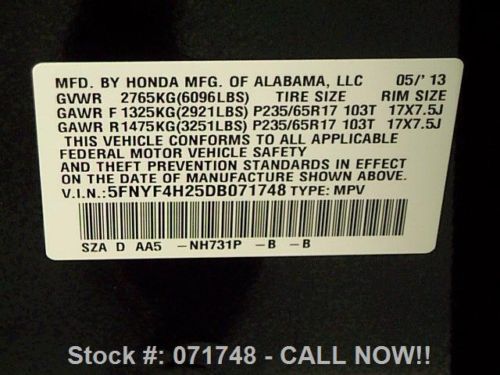 MFD. BY HONDA MFG. OF ALABAMA, LLC 05/'13
GVWR 2765KG(6096LBS) TIRE SIZE RIM SIZE
GAWR F 1325KG(2921LBS) P235/65R17 103T 17X7.5J
GAWR R1475KG(3251LBS) P235/65R17 103T 17X7.5J
THIS VEHICLE CONFORMS TO ALL APPLICABLE
FEDERAL MOTOR VEHICLE SAFETY
AND THEFT PREVENTION STANDARDS IN EFFECT
ON THE DATE OF MANUFACTURE SHOWN ABOVE.
V.I.N.:5FNYF4H25DB071748 TYPE: MPV
SZA D AA5 -NH731P -B -B
Stock #: 071748 - CALL NOW!!